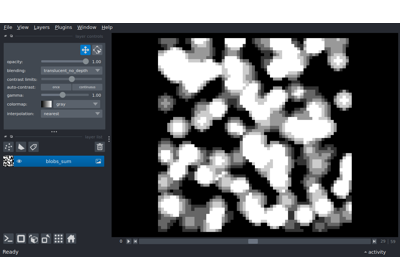 File View Layers Plugins Window Help
opacity: 1.00
blending: translucent_no_depth
contrast limits:
auto-contrast: once continuous
gamma: 1.00
colormap: gray
interpolation: nearest
blobs_sum
Ready
activity